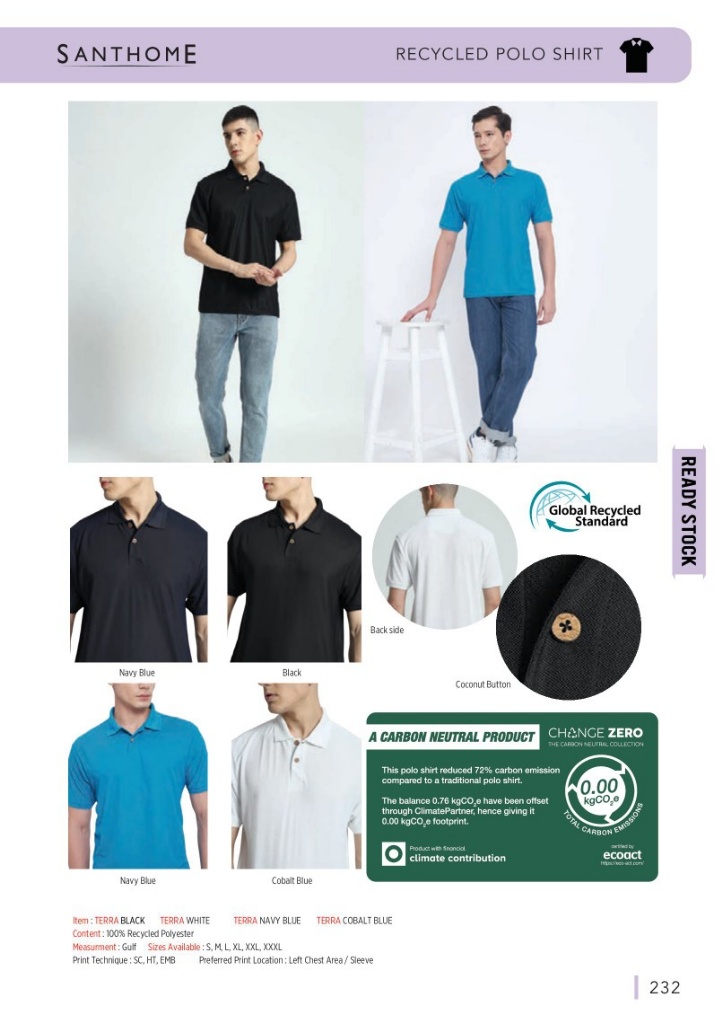 SANTHOME
RECYCLED POLO SHIRT
READY STOCK
Global Recycled
Standard
Back side
Coconut Button
Navy Blue
Black
Navy Blue
Cobalt Blue
A CARBON NEUTRAL PRODUCT
CHANGE ZERO
THE CARBON NEUTRAL COLLECTION
This polo shirt reduced 72% carbon emission
compared to a traditional polo shirt.
The balance 0.76 kgCO₂e have been offset
through ClimatePartner, hence giving it
0.00 kgCO₂e footprint.
0.00
kgCO₂e
TOTAL CARBON EMISSIONS
Product with financial
climate contribution
certified by
ecoact
https://eco-act.com/
Item : TERRA BLACK TERRA WHITE TERRA NAVY BLUE TERRA COBALT BLUE
Content : 100% Recycled Polyester
Measurment : Gulf Sizes Available : S, M, L, XL, XXL, XXXL
Print Technique : SC, HT, EMB Preferred Print Location : Left Chest Area / Sleeve
232